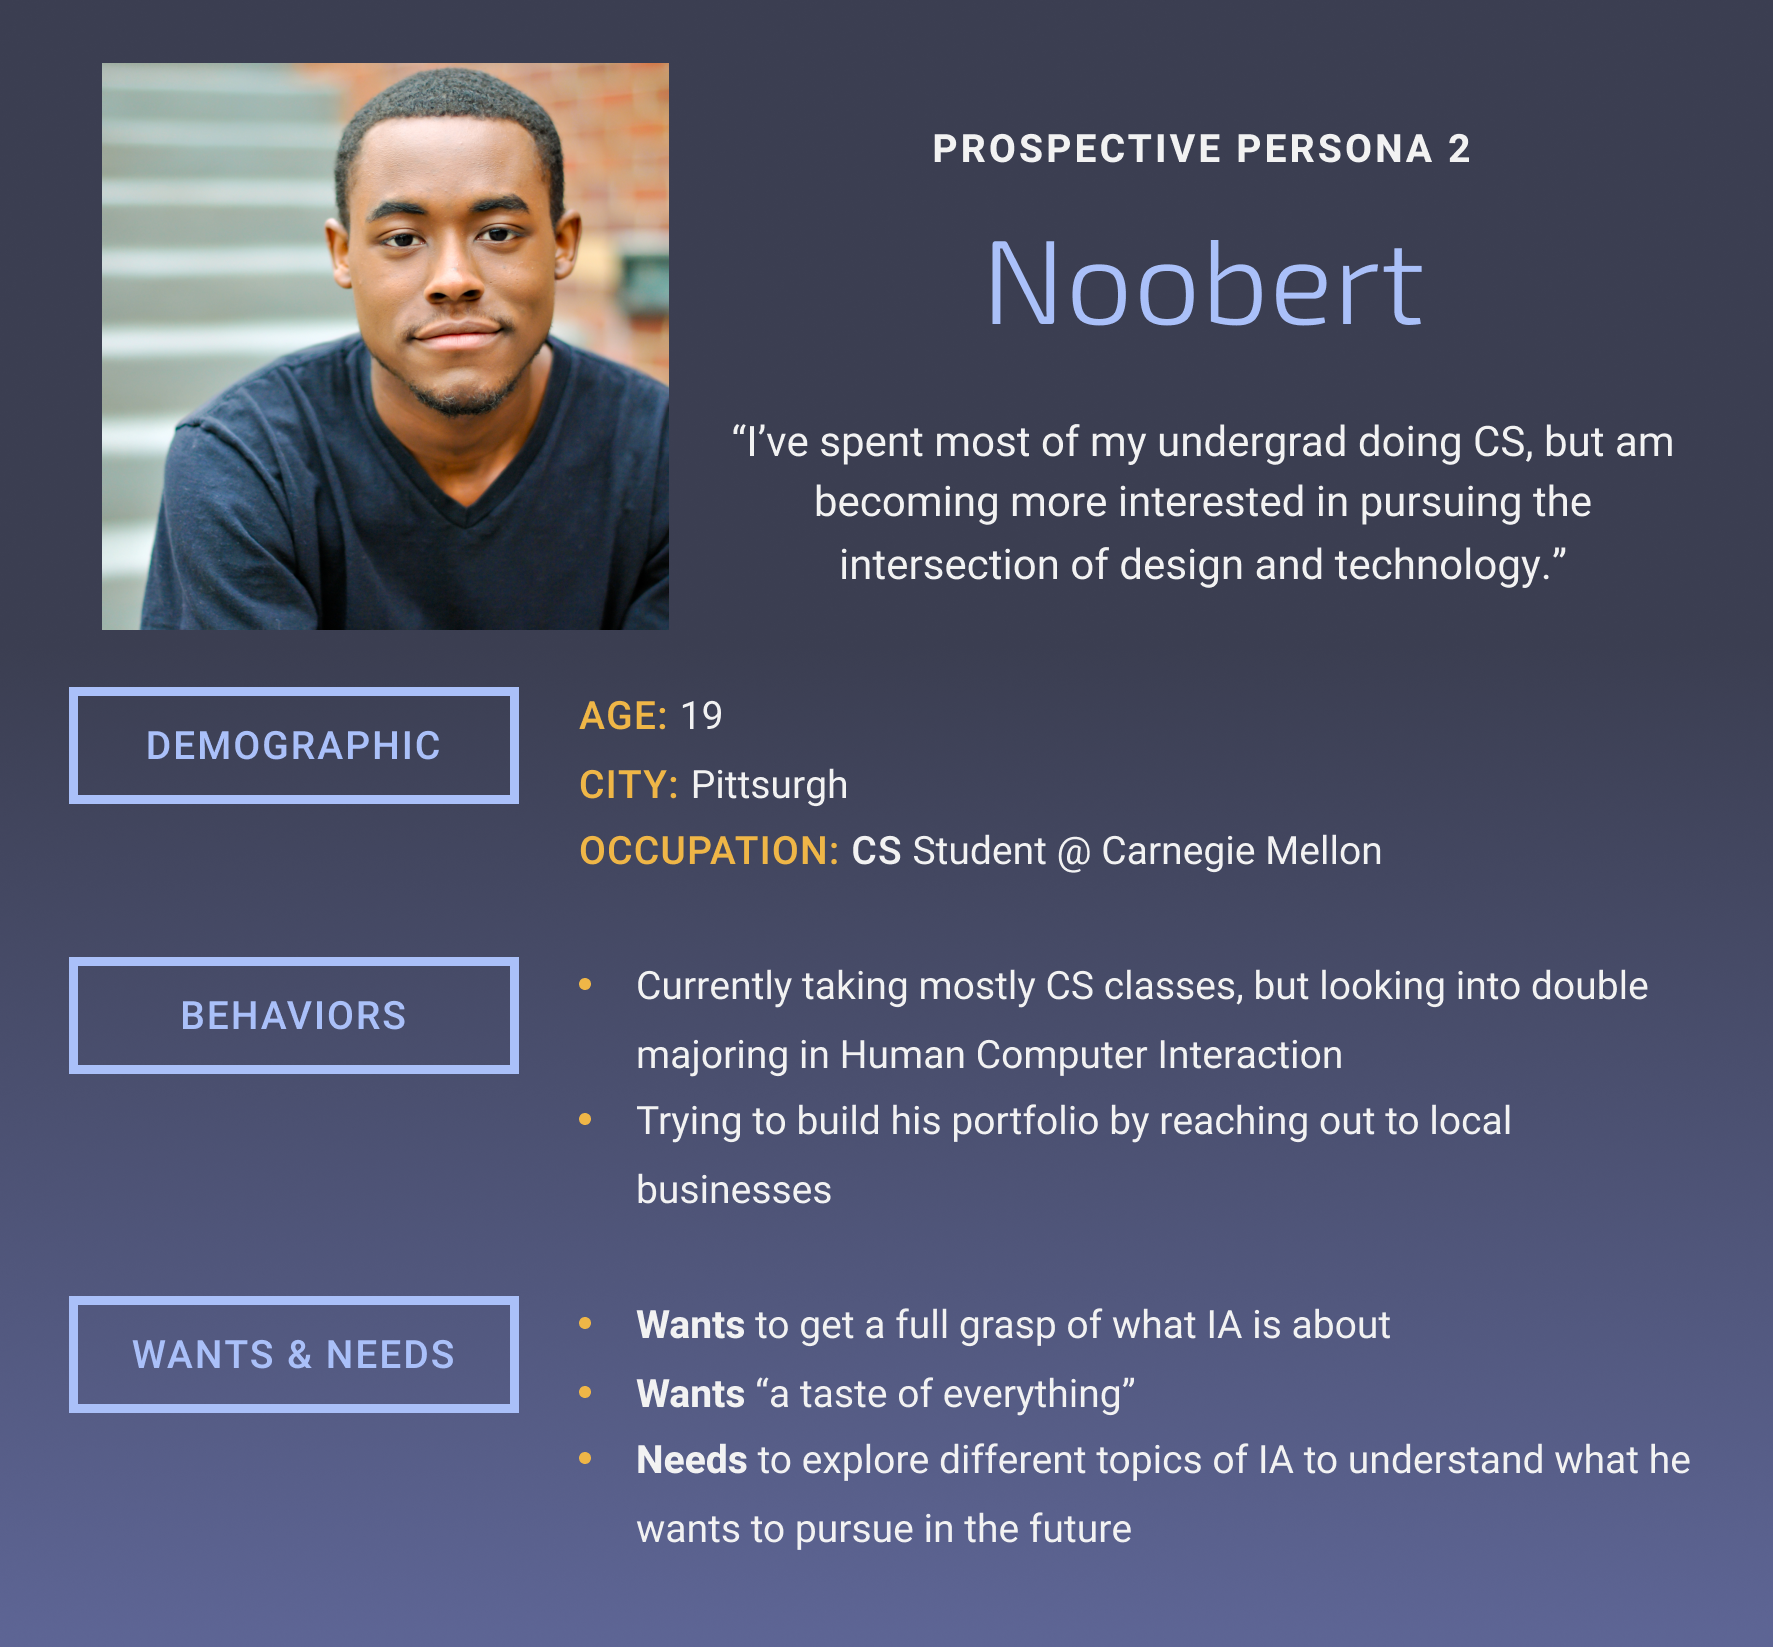 PROSPECTIVE PERSONA 2
Noobert
“I’ve spent most of my undergrad doing CS, but am
becoming more interested in pursuing the
intersection of design and technology.”
DEMOGRAPHIC
AGE: 19
CITY: Pittsurgh
OCCUPATION: CS Student @ Carnegie Mellon
BEHAVIORS
• Currently taking mostly CS classes, but looking into double
majoring in Human Computer Interaction
• Trying to build his portfolio by reaching out to local
businesses
WANTS & NEEDS
• Wants to get a full grasp of what IA is about
• Wants “a taste of everything”
• Needs to explore different topics of IA to understand what he
wants to pursue in the future